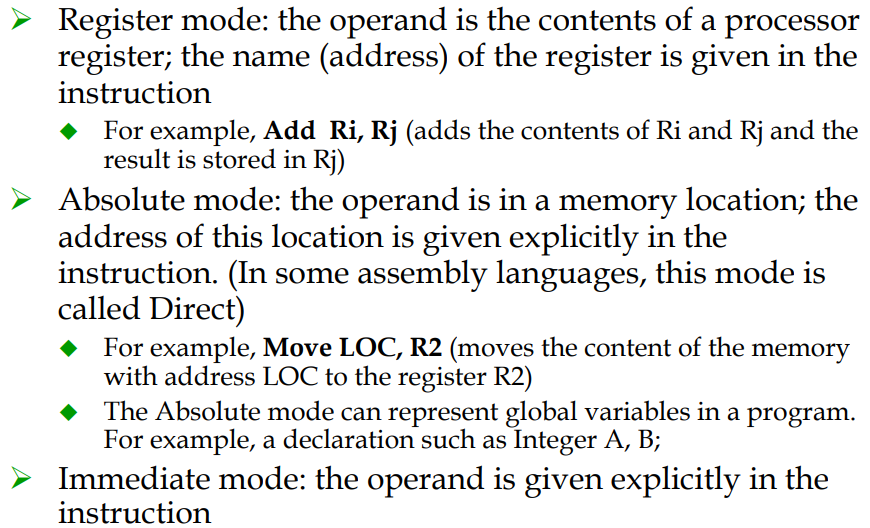 Register mode: the operand is the contents of a processor
register; the name (address) of the register is given in the
instruction
For example, Add Ri, Rj (adds the contents of Ri and Rj and the
result is stored in Rj)
Absolute mode: the operand is in a memory location; the
address of this location is given explicitly in the
instruction. (In some assembly languages, this mode is
called Direct)
For example, Move LOC, R2 (moves the content of the memory
with address LOC to the register R2)
The Absolute mode can represent global variables in a program.
For example, a declaration such as Integer A, B;
Immediate mode: the operand is given explicitly in the
instruction